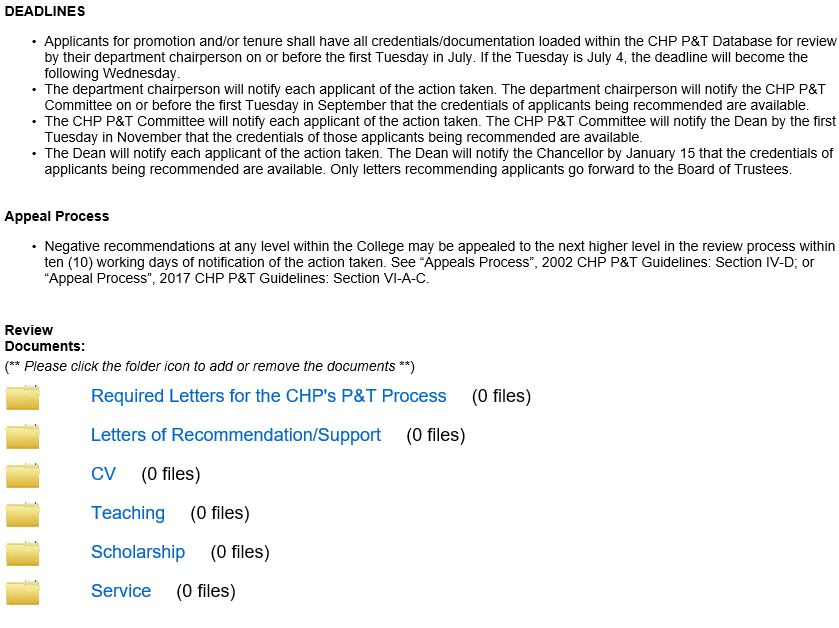 DEADLINES
• Applicants for promotion and/or tenure shall have all credentials/documentation loaded within the CHP P&T Database for review
by their department chairperson on or before the first Tuesday in July. If the Tuesday is July 4, the deadline will become the
following Wednesday.
• The department chairperson will notify each applicant of the action taken. The department chairperson will notify the CHP P&T
Committee on or before the first Tuesday in September that the credentials of applicants being recommended are available.
• The CHP P&T Committee will notify each applicant of the action taken. The CHP P&T Committee will notify the Dean by the first
Tuesday in November that the credentials of those applicants being recommended are available.
• The Dean will notify each applicant of the action taken. The Dean will notify the Chancellor by January 15 that the credentials of
applicants being recommended are available. Only letters recommending applicants go forward to the Board of Trustees.
Appeal Process
• Negative recommendations at any level within the College may be appealed to the next higher level in the review process within
ten (10) working days of notification of the action taken. See “Appeals Process”, 2002 CHP P&T Guidelines: Section IV-D; or
“Appeal Process”, 2017 CHP P&T Guidelines: Section VI-A-C.
Review
Documents:
(** Please click the folder icon to add or remove the documents **)
Required Letters for the CHP's P&T Process (0 files)
Letters of Recommendation/Support (0 files)
CV (0 files)
Teaching (0 files)
Scholarship (0 files)
Service (0 files)